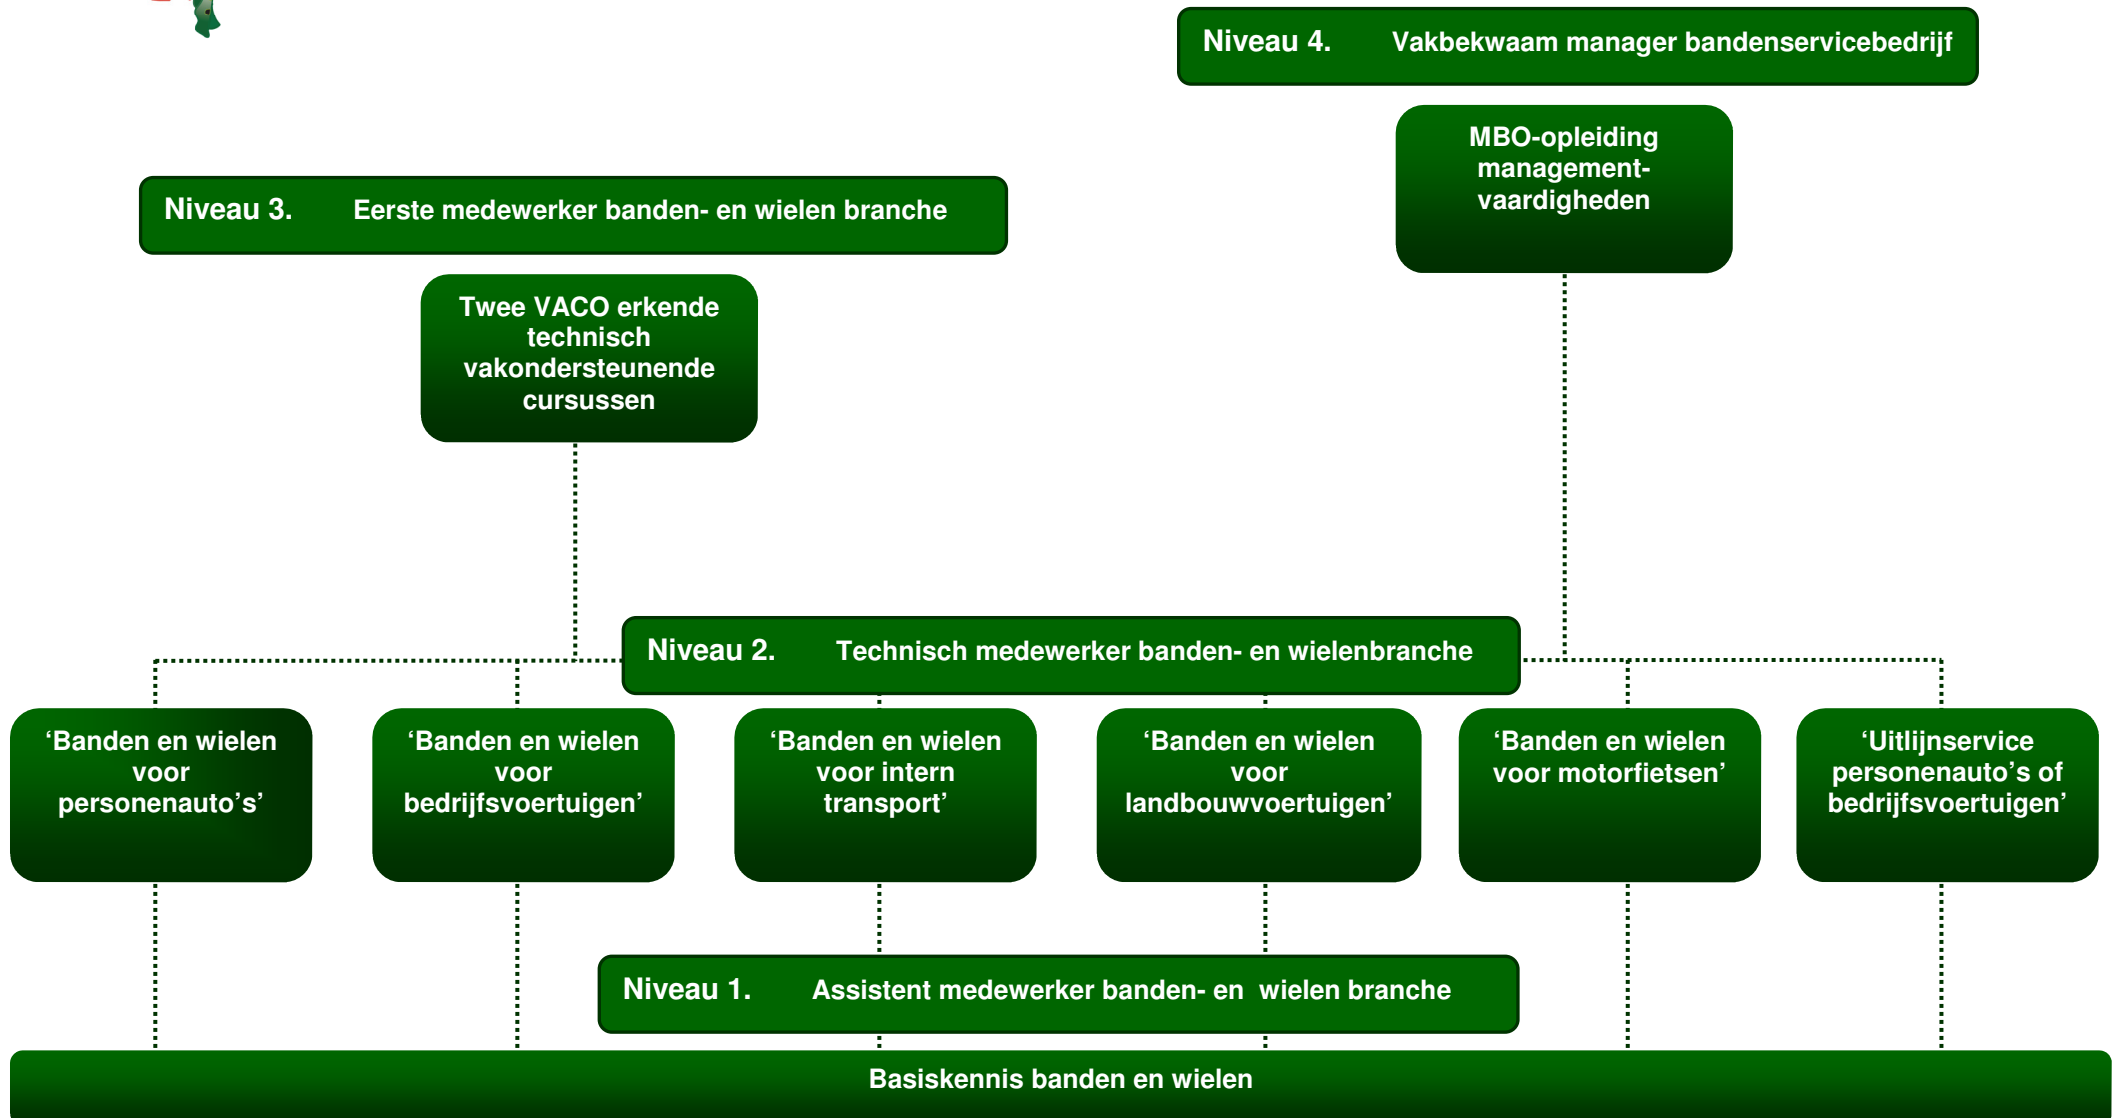 Niveau 4. Vakbekwaam manager bandenservicebedrijf
MBO-opleiding
management-
vaardigheden
Niveau 3. Eerste medewerker banden- en wielen branche
Twee VACO erkende
technisch
vakondersteunende
cursussen
Niveau 2. Technisch medewerker banden- en wielenbranche
‘Banden en wielen
voor
personenauto’s’
‘Banden en wielen
voor
bedrijfsvoertuigen’
‘Banden en wielen
voor intern
transport’
‘Banden en wielen
voor
landbouwvoertuigen’
‘Banden en wielen
voor motorfietsen’
‘Uitlijnservice
personenauto’s of
bedrijfsvoertuigen’
Niveau 1. Assistent medewerker banden- en wielen branche
Basiskennis banden en wielen